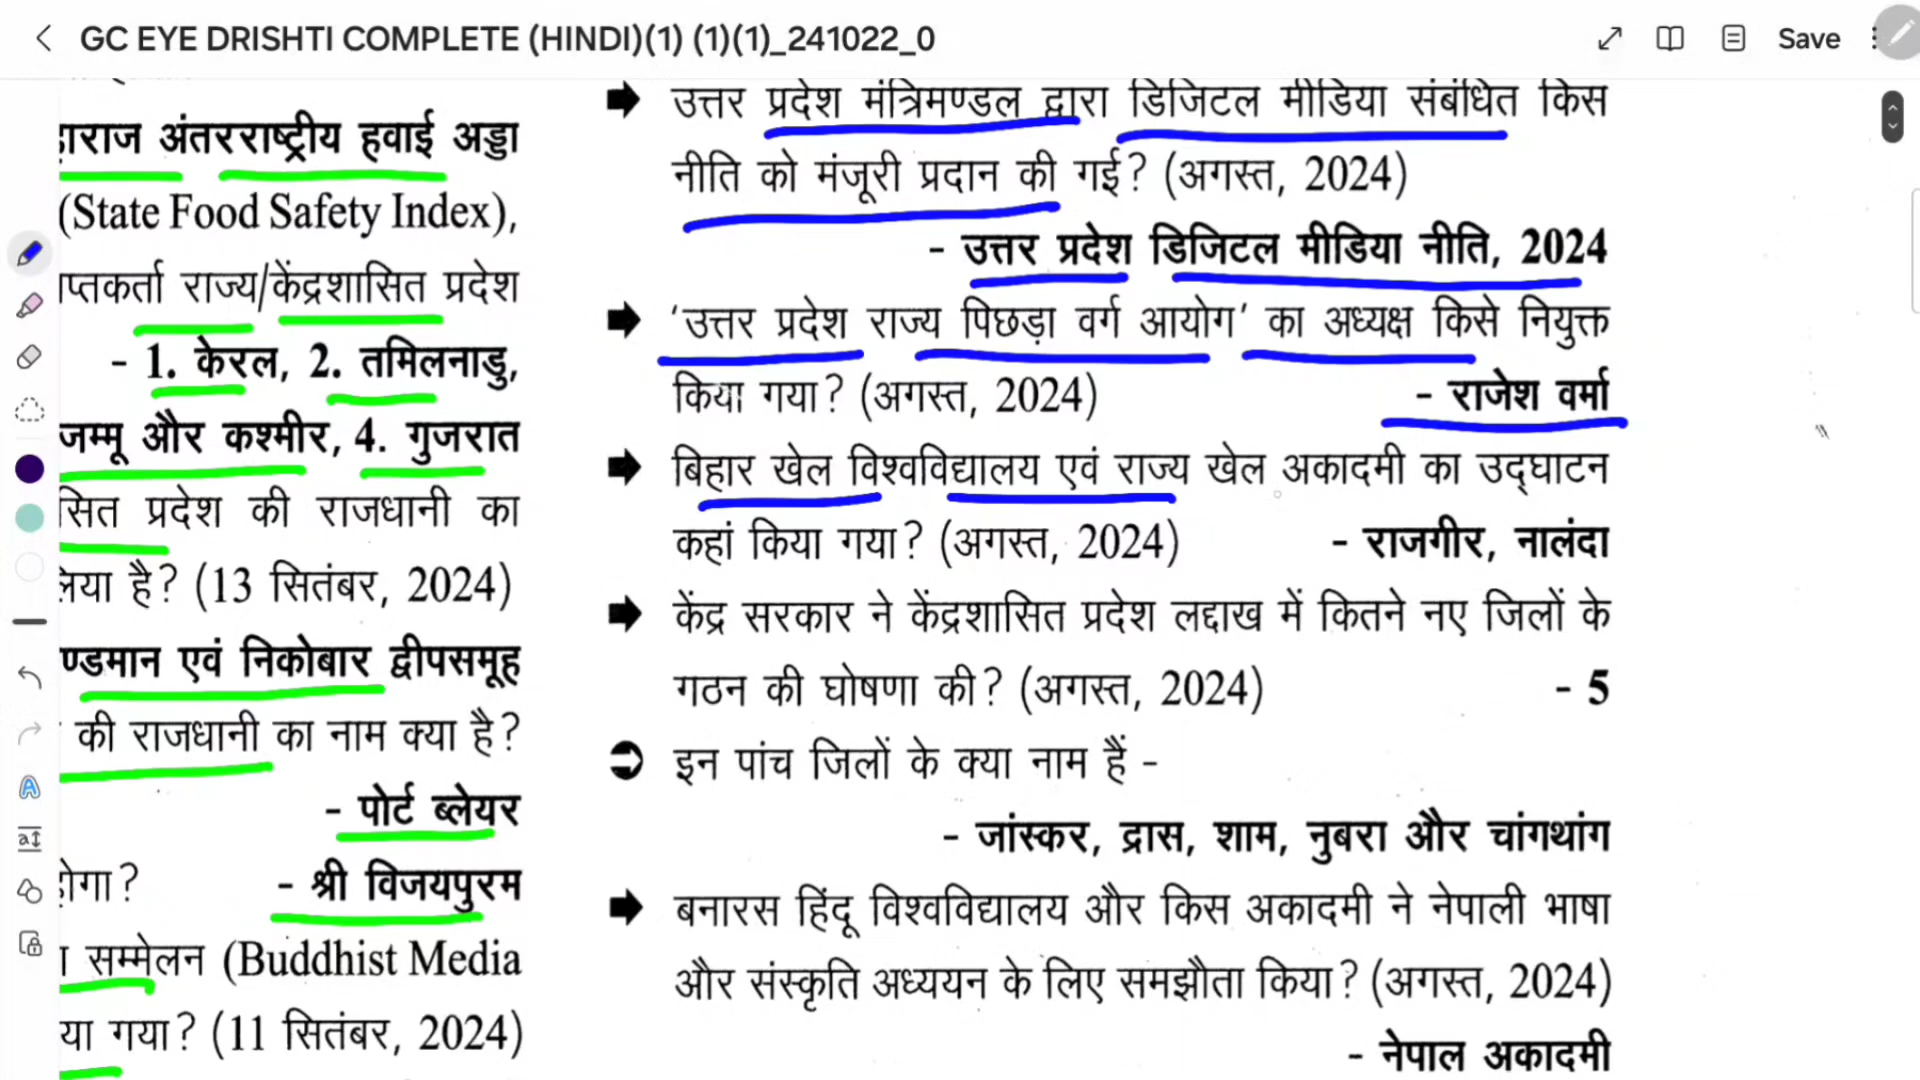 GC EYE DRISHTI COMPLETE (HINDI)(1) (1)(1)_241022_0
Save
अंतरराष्ट्रीय हवाई अड्डा
(State Food Safety Index),
राज्य/केंद्रशासित प्रदेश
- 1. केरल, 2. तमिलनाडु,
जम्मू और कश्मीर, 4. गुजरात
प्रदेश की राजधानी का
है? (13 सितंबर, 2024)
एवं निकोबार द्वीपसमूह
की राजधानी का नाम क्या है?
- पोर्ट ब्लेयर
- श्री विजयपुरम
सम्मेलन (Buddhist Media
गया? (11 सितंबर, 2024)
उत्तर प्रदेश मंत्रिमण्डल द्वारा डिजिटल मीडिया संबंधित किस
नीति को मंजूरी प्रदान की गई? (अगस्त, 2024)
- उत्तर प्रदेश डिजिटल मीडिया नीति, 2024
'उत्तर प्रदेश राज्य पिछड़ा वर्ग आयोग' का अध्यक्ष किसे नियुक्त
किया गया? (अगस्त, 2024) - राजेश वर्मा
बिहार खेल विश्वविद्यालय एवं राज्य खेल अकादमी का उद्घाटन
कहां किया गया? (अगस्त, 2024) - राजगीर, नालंदा
केंद्र सरकार ने केंद्रशासित प्रदेश लद्दाख में कितने नए जिलों के
गठन की घोषणा की? (अगस्त, 2024) - 5
इन पांच जिलों के क्या नाम हैं -
- जांस्कर, द्रास, शाम, नुबरा और चांगथांग
बनारस हिंदू विश्वविद्यालय और किस अकादमी ने नेपाली भाषा
और संस्कृति अध्ययन के लिए समझौता किया? (अगस्त, 2024)
- नेपाल अकादमी